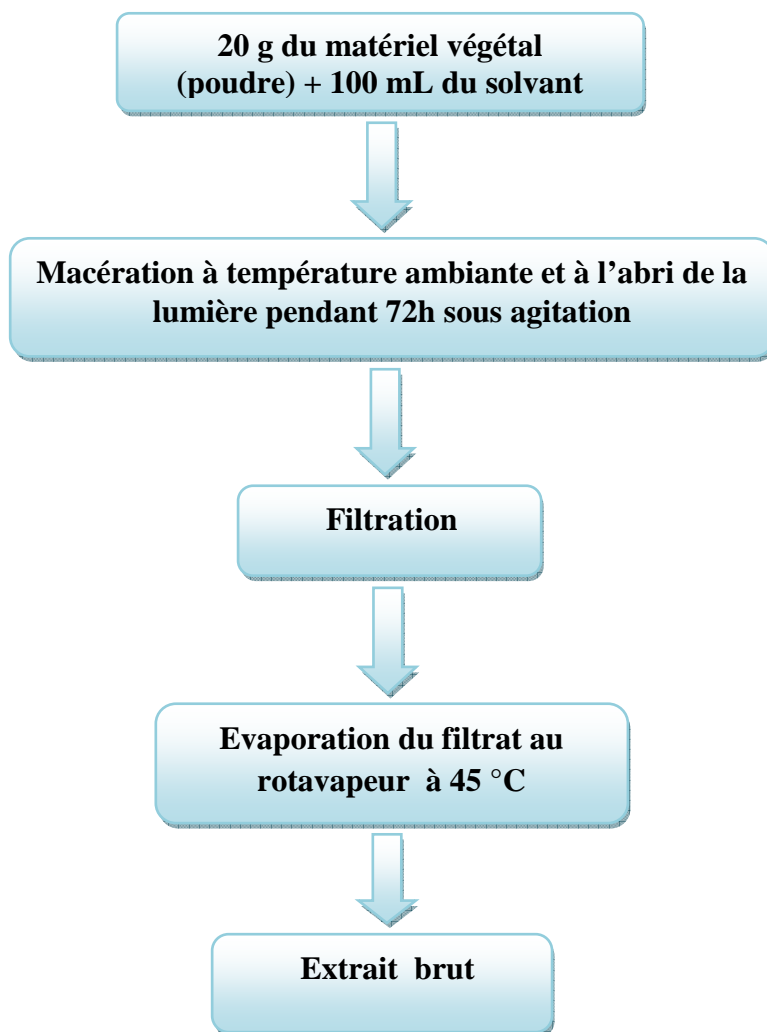 20 g du matériel végétal
(poudre) + 100 mL du solvant
Macération à température ambiante et à l’abri de la
lumière pendant 72h sous agitation
Filtration
Evaporation du filtrat au
rotavapeur à 45 °C
Extrait brut